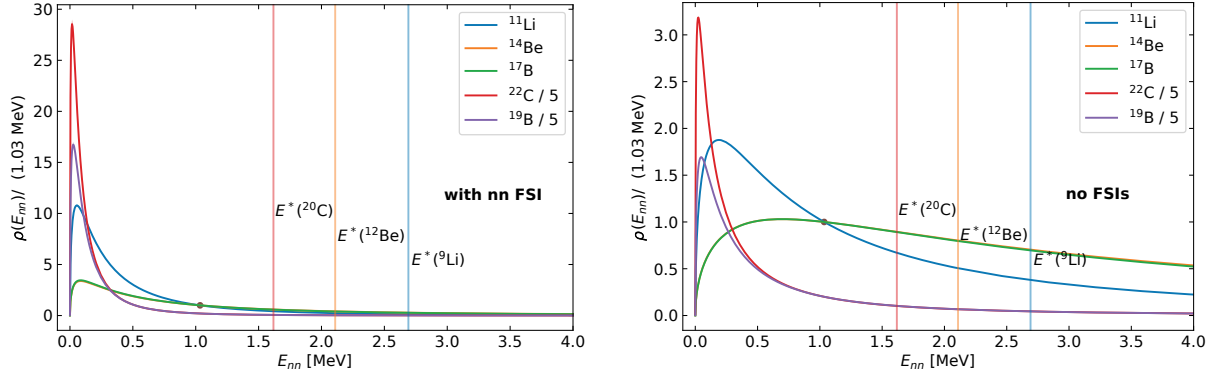 30
25
20
15
10
5
0
ρ(Eₙₙ)/ (1.03 MeV)
¹¹Li
¹⁴Be
¹⁷B
²²C / 5
¹⁹B / 5
with nn FSI
E*(²⁰C)
E*(¹²Be)
E*(⁹Li)
0.0 0.5 1.0 1.5 2.0 2.5 3.0 3.5 4.0
Eₙₙ [MeV]
3.0
2.5
2.0
1.5
1.0
0.5
0.0
ρ(Eₙₙ)/ (1.03 MeV)
¹¹Li
¹⁴Be
¹⁷B
²²C / 5
¹⁹B / 5
no FSIs
E*(²⁰C)
E*(¹²Be)
E*(⁹Li)
0.0 0.5 1.0 1.5 2.0 2.5 3.0 3.5 4.0
Eₙₙ [MeV]